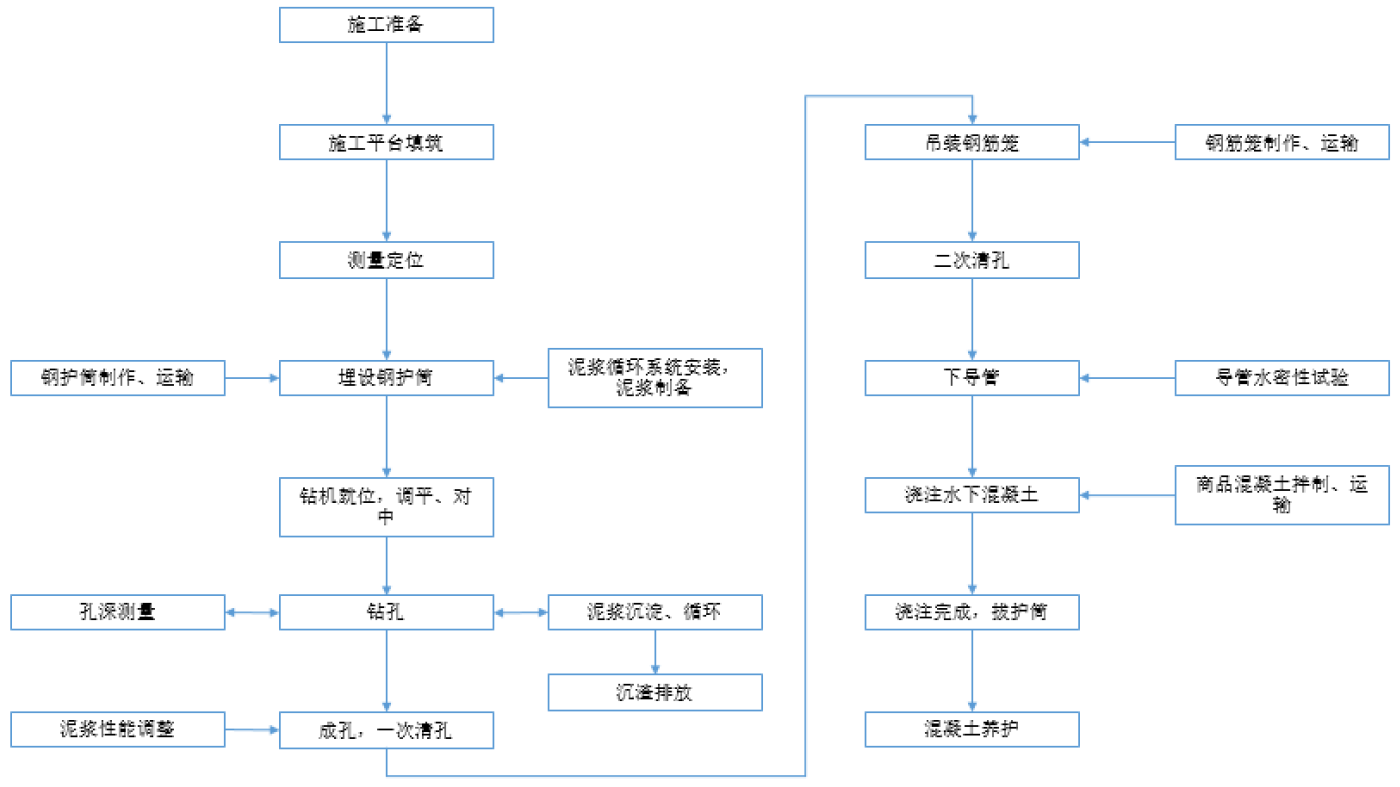 施工准备
施工平台填筑
测量定位
钢护筒制作、运输
埋设钢护筒
泥浆循环系统安装，
泥浆制备
钻机就位，调平、对
中
孔深测量
钻孔
泥浆沉淀、循环
沉渣排放
泥浆性能调整
成孔，一次清孔
吊装钢筋笼
钢筋笼制作、运输
二次清孔
下导管
导管水密性试验
浇注水下混凝土
商品混凝土拌制、运
输
浇注完成，拔护筒
混凝土养护